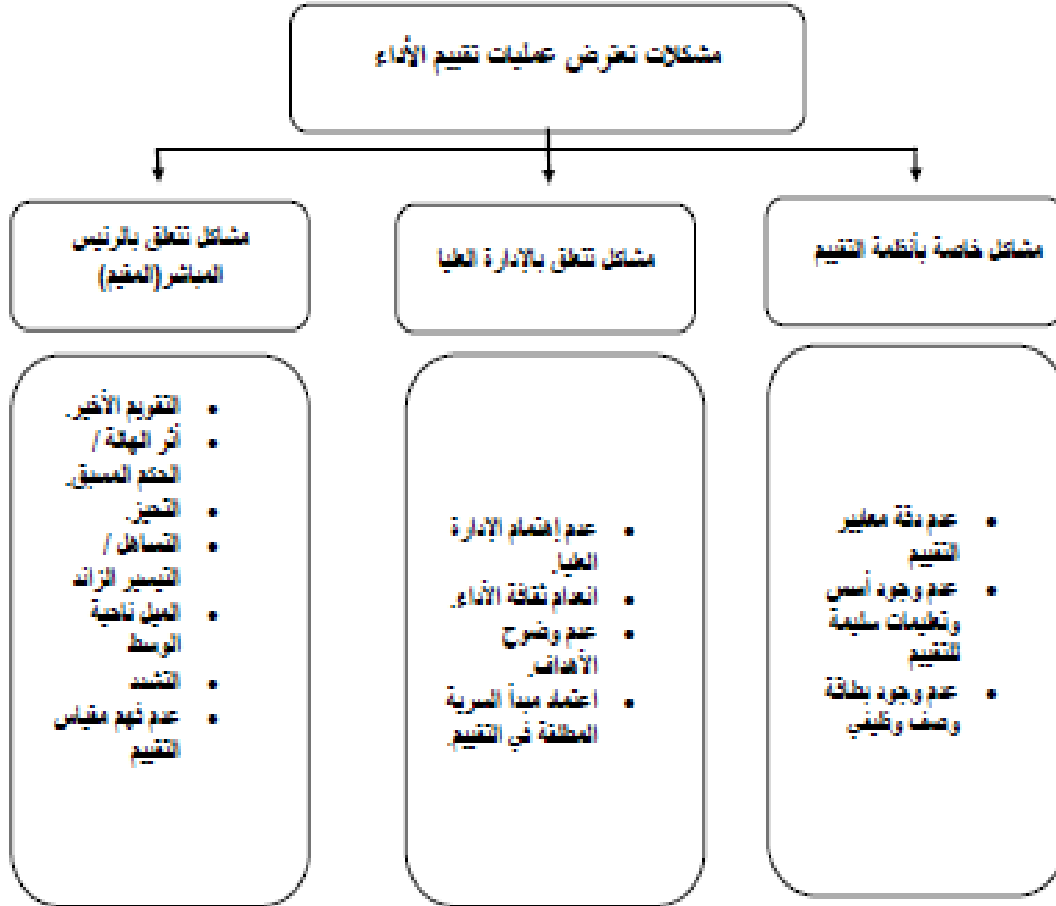 مشكلات تعترض عمليات تقييم الأداء
مشاكل خاصة بأنظمة التقييم
مشاكل تتعلق بالإدارة العليا
مشاكل تتعلق بالرئيس
المباشر(المقيم)
• عدم دقة معايير
التقييم
• عدم وجود أسس
وتعليمات سليمة
للتقييم
• عدم وجود بطاقة
وصف وظيفي
• عدم إهتمام الإدارة
العليا.
• انعدام ثقافة الأداء.
• عدم وضوح
الأهداف.
• اعتماد مبدأ السرية
المطلقة في التقييم.
• التقويم الأخير.
• أثر الهالة /
الحكم المسبق.
• التحيز.
• التساهل /
التيسير الزائد
• الميل ناحية
الوسط
• التشدد
• عدم فهم مقياس
التقييم